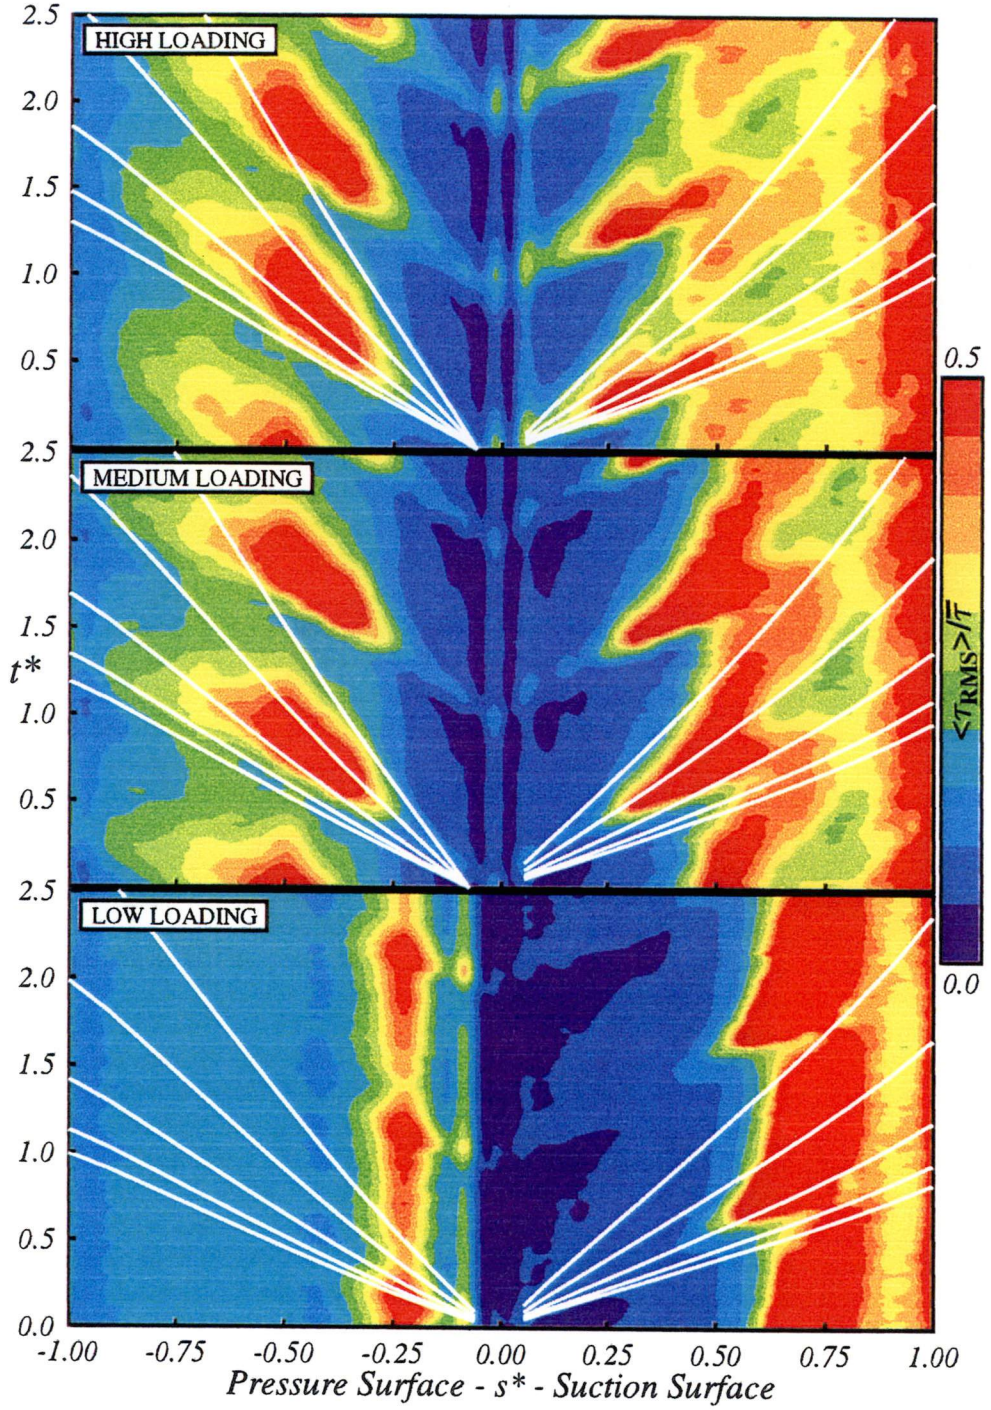 2.5
HIGH LOADING
2.0
1.5
1.0
0.5
2.5
MEDIUM LOADING
2.0
1.5
t*
1.0
0.5
2.5
LOW LOADING
2.0
1.5
1.0
0.5
0.0
-1.00 -0.75 -0.50 -0.25 0.00 0.25 0.50 0.75 1.00
Pressure Surface - s* - Suction Surface
0.5
<τRMS>/τ̅
0.0